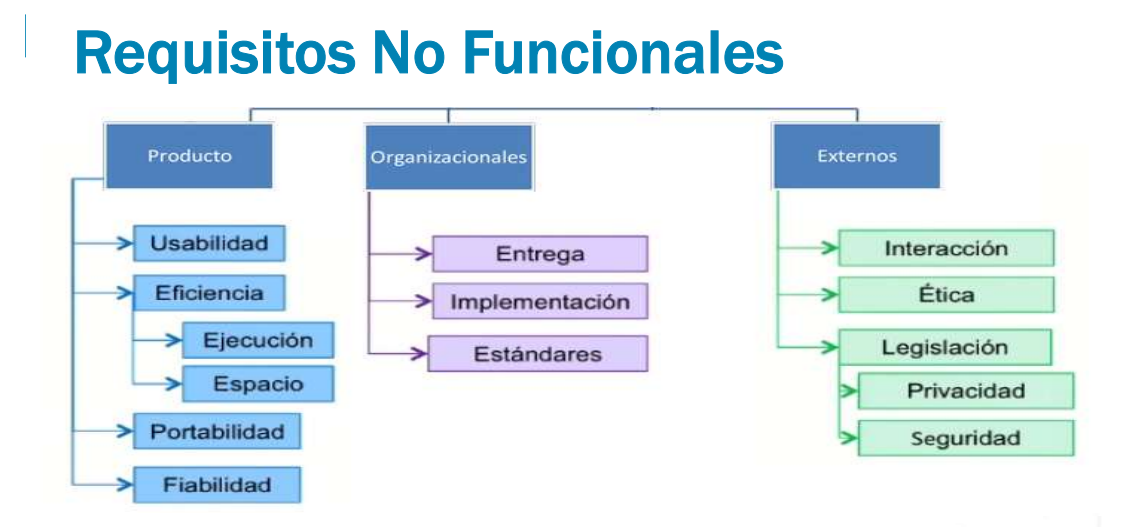 Requisitos No Funcionales
Producto
Organizacionales
Externos
Usabilidad
Eficiencia
Ejecución
Espacio
Portabilidad
Fiabilidad
Entrega
Implementación
Estándares
Interacción
Ética
Legislación
Privacidad
Seguridad